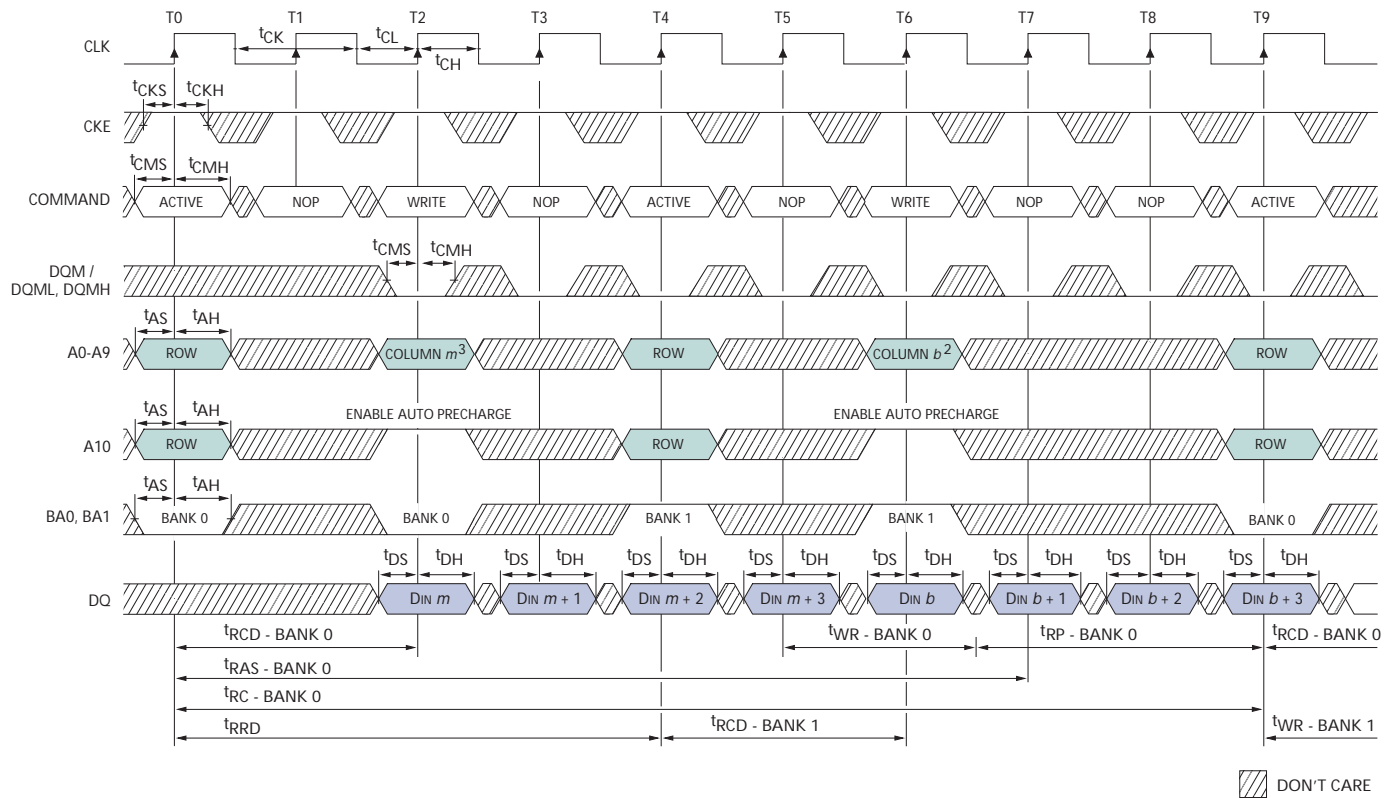 T0 T1 T2 T3 T4 T5 T6 T7 T8 T9
CLK
tCK tCL
tCH
tCKS tCKH
CKE
tCMS tCMH
COMMAND ACTIVE NOP WRITE NOP ACTIVE NOP WRITE NOP NOP ACTIVE
tCMS tCMH
DQM /
DQML, DQMH
tAS tAH
A0-A9 ROW COLUMN m3 ROW COLUMN b2 ROW
tAS tAH ENABLE AUTO PRECHARGE ENABLE AUTO PRECHARGE
A10 ROW ROW ROW
tAS tAH
BA0, BA1 BANK 0 BANK 0 BANK 1 BANK 1 BANK 0
tDS tDH tDS tDH tDS tDH tDS tDH tDS tDH tDS tDH tDS tDH tDS tDH
DQ DIN m DIN m + 1 DIN m + 2 DIN m + 3 DIN b DIN b + 1 DIN b + 2 DIN b + 3
tRCD - BANK 0 tWR - BANK 0 tRP - BANK 0 tRCD - BANK 0
tRAS - BANK 0
tRC - BANK 0
tRRD tRCD - BANK 1 tWR - BANK 1
DON'T CARE